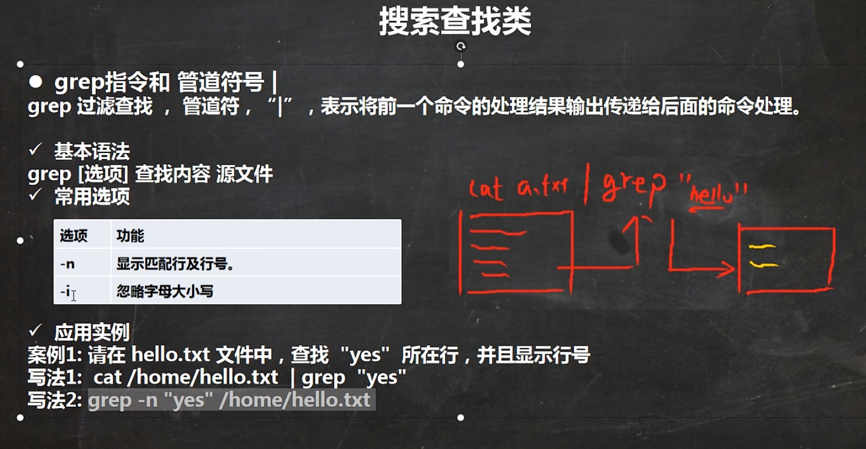 搜索查找类
grep指令和 管道符号 |
grep 过滤查找 ， 管道符，“|”，表示将前一个命令的处理结果输出传递给后面的命令处理。
基本语法
grep [选项] 查找内容 源文件
常用选项
选项 功能
-n 显示匹配行及行号。
-i 忽略字母大小写
cat a.txt | grep "hello"
应用实例
案例1: 请在 hello.txt 文件中，查找 "yes" 所在行，并且显示行号
写法1: cat /home/hello.txt | grep "yes"
写法2: grep -n "yes" /home/hello.txt